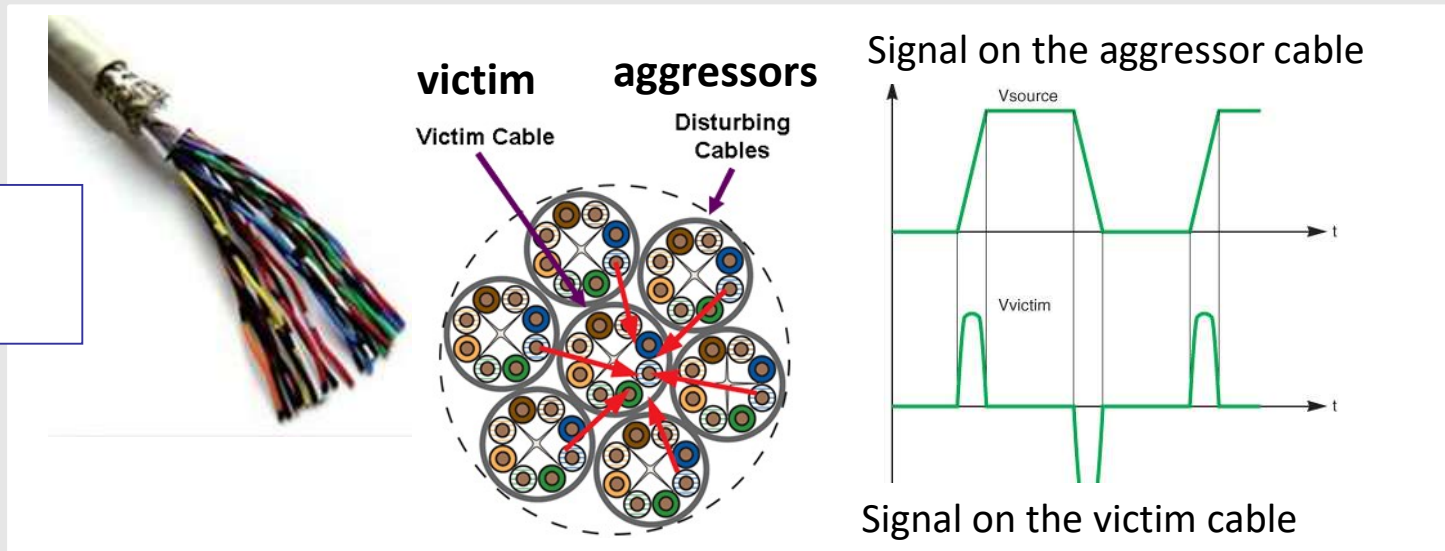 victim
aggressors
Victim Cable
Disturbing
Cables
Signal on the aggressor cable
Vsource
t
Vvictim
t
Signal on the victim cable